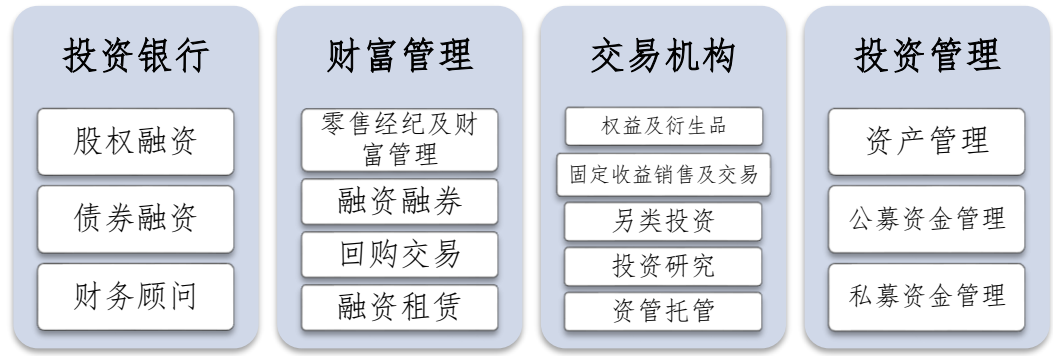 投资银行
股权融资
债券融资
财务顾问
财富管理
零售经纪及财
富管理
融资融券
回购交易
融资租赁
交易机构
权益及衍生品
固定收益销售及交易
另类投资
投资研究
资管托管
投资管理
资产管理
公募资金管理
私募资金管理